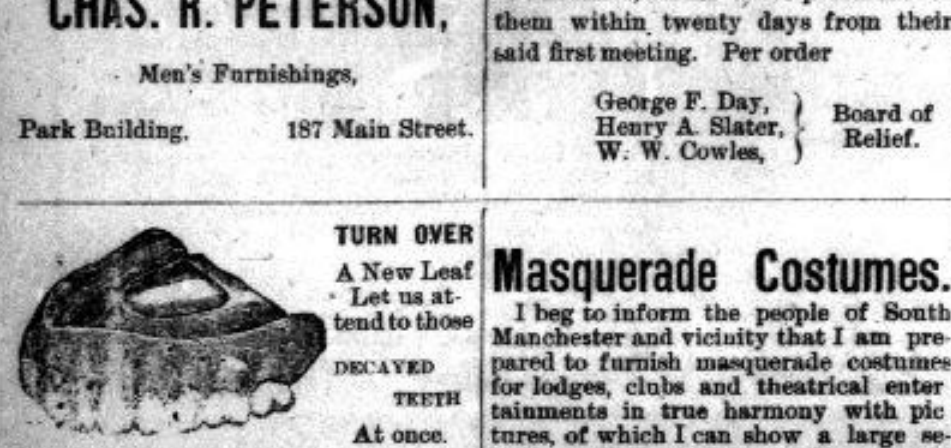 CHAS. R. PETERSON,
Men's Furnishings,
Park Building. 187 Main Street.
TURN OVER
A New Leaf
Let us at-
tend to those
DECAYED
TEETH
At once.
them within twenty days from their
said first meeting. Per order
George F. Day,
Henry A. Slater,
W. W. Cowles,
Board of
Relief.
Masquerade Costumes.
I beg to inform the people of South
Manchester and vicinity that I am pre-
pared to furnish masquerade costumes
for lodges, clubs and theatrical enter
tainments in true harmony with pic
tures, of which I can show a large se-